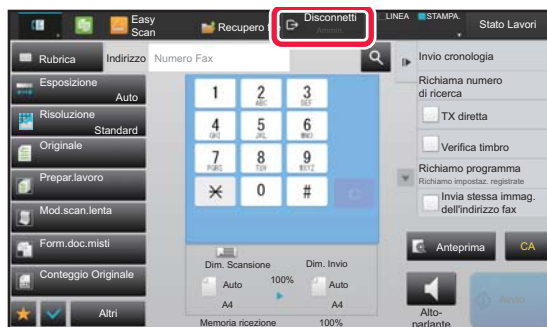 Easy
Scan
Recupero f
Disconnetti
Ammin.
LINEA
STAMPA.
Stato Lavori
Rubrica
Indirizzo
Numero Fax
Invio cronologia
Esposizione
Auto
Richiama numero
di ricerca
Risoluzione
Standard
TX diretta
Originale
Verifica timbro
Prepar.lavoro
Richiamo programma
Richiamo impostaz. registrate
Mod.scan.lenta
Invia stessa immag.
dell'indirizzo fax
Form.doc.misti
Conteggio Originale
Altri
1
2
ABC
3
DEF
4
GHI
5
JKL
6
MNO
7
PQRS
8
TUV
9
WXYZ
0
#
Dim. Scansione
Dim. Invio
Auto
100%
Auto
A4
A4
Memoria ricezione
100%
Anteprima
CA
Alto-
parlante
Avvio